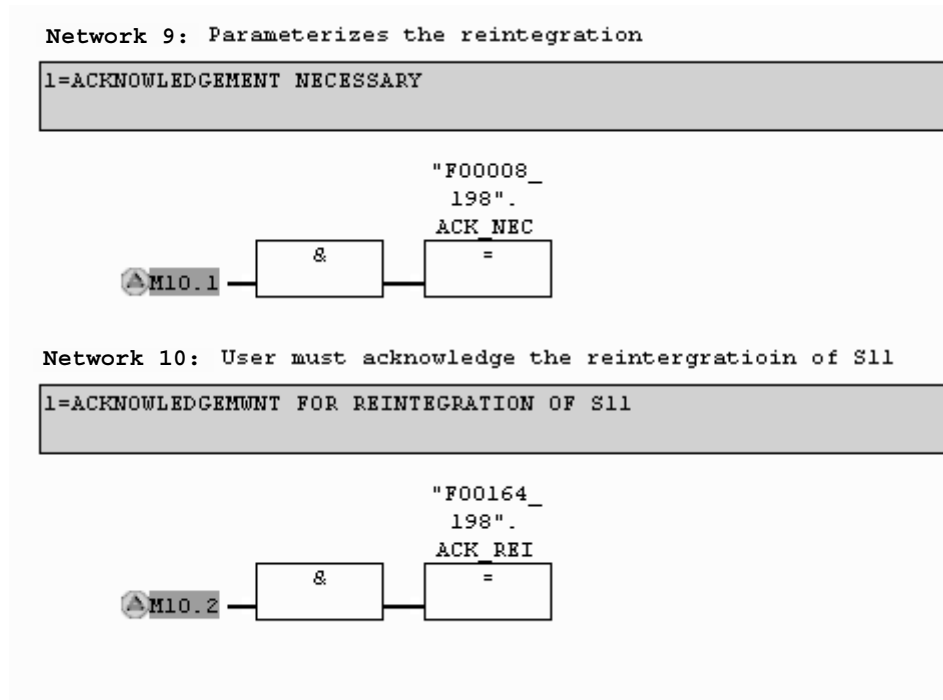 Network 9: Parameterizes the reintegration
1=ACKNOWLEDGEMENT NECESSARY
"F00008_
198".
ACK_NEC
&
=
M10.1
Network 10: User must acknowledge the reintergratioin of S11
1=ACKNOWLEDGEMWNT FOR REINTEGRATION OF S11
"F00164_
198".
ACK_REI
&
=
M10.2